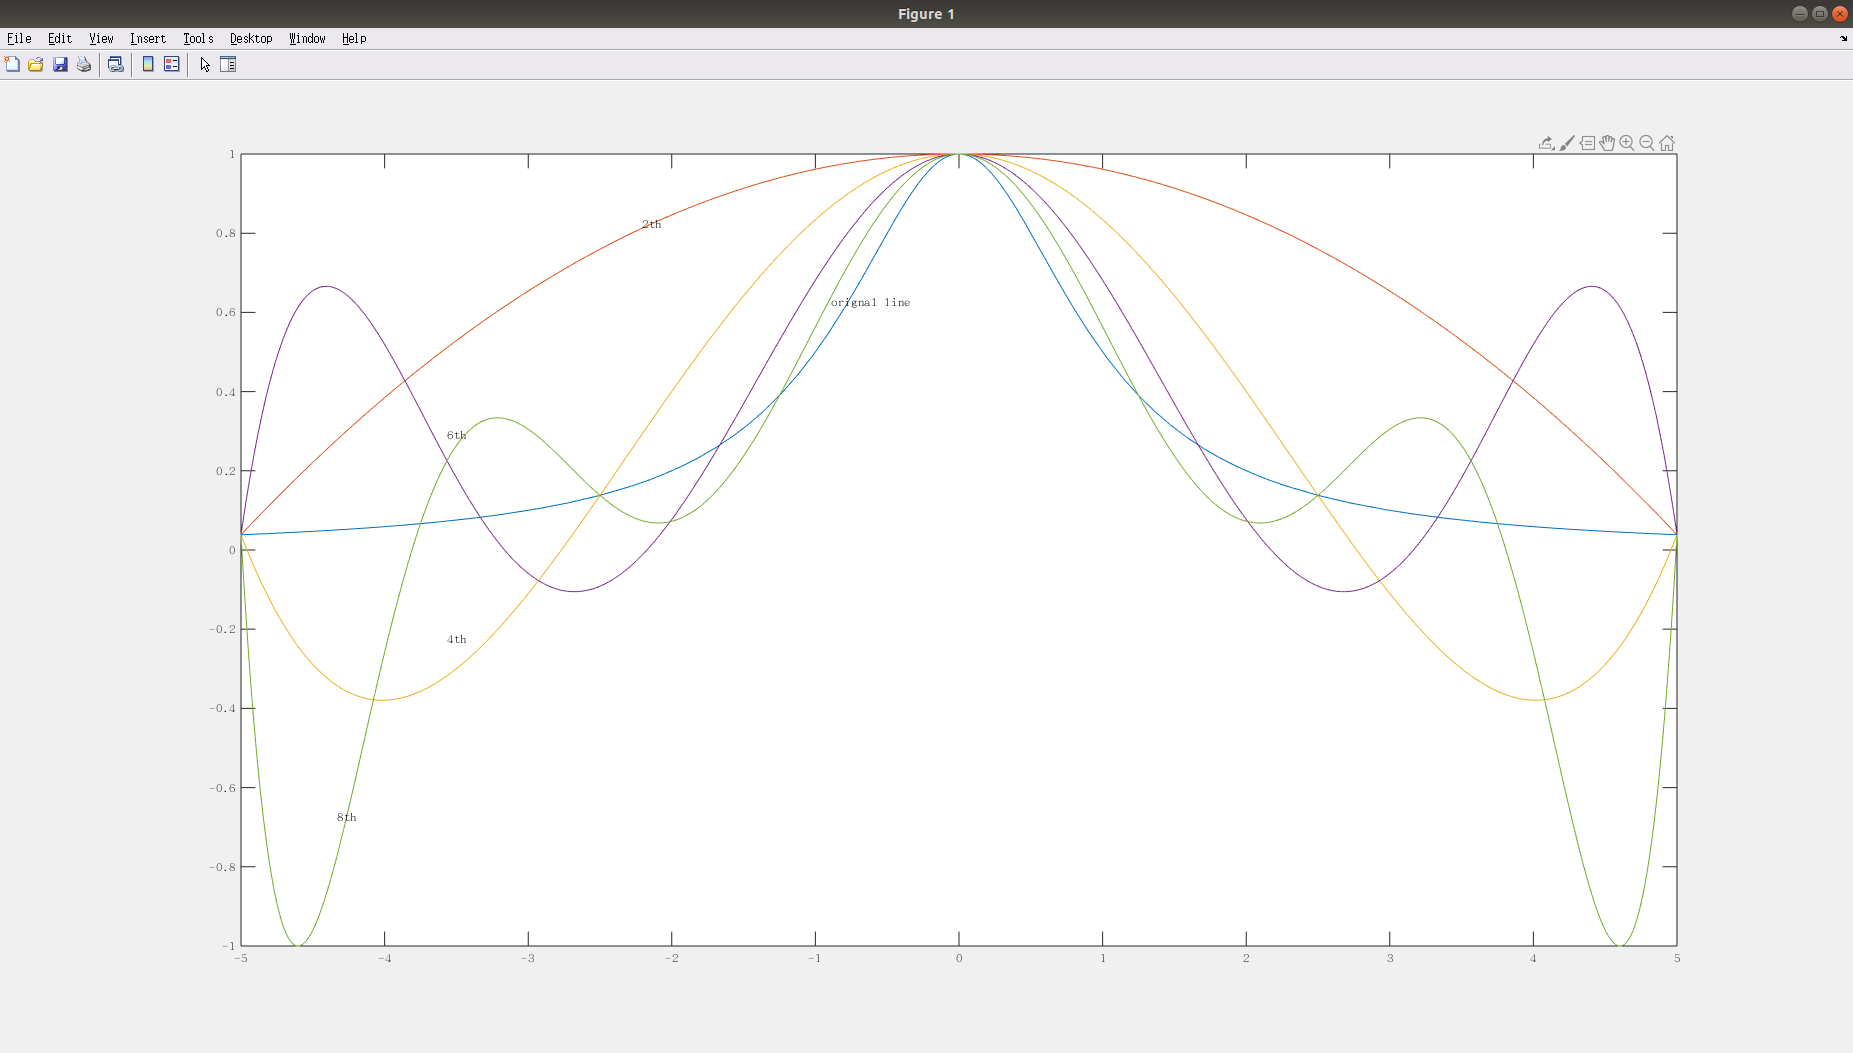 Figure 1
File Edit View Insert Tools Desktop Window Help
1
0.8
0.6
0.4
0.2
0
-0.2
-0.4
-0.6
-0.8
-1
2th
orignal line
6th
4th
8th
-5 -4 -3 -2 -1 0 1 2 3 4 5